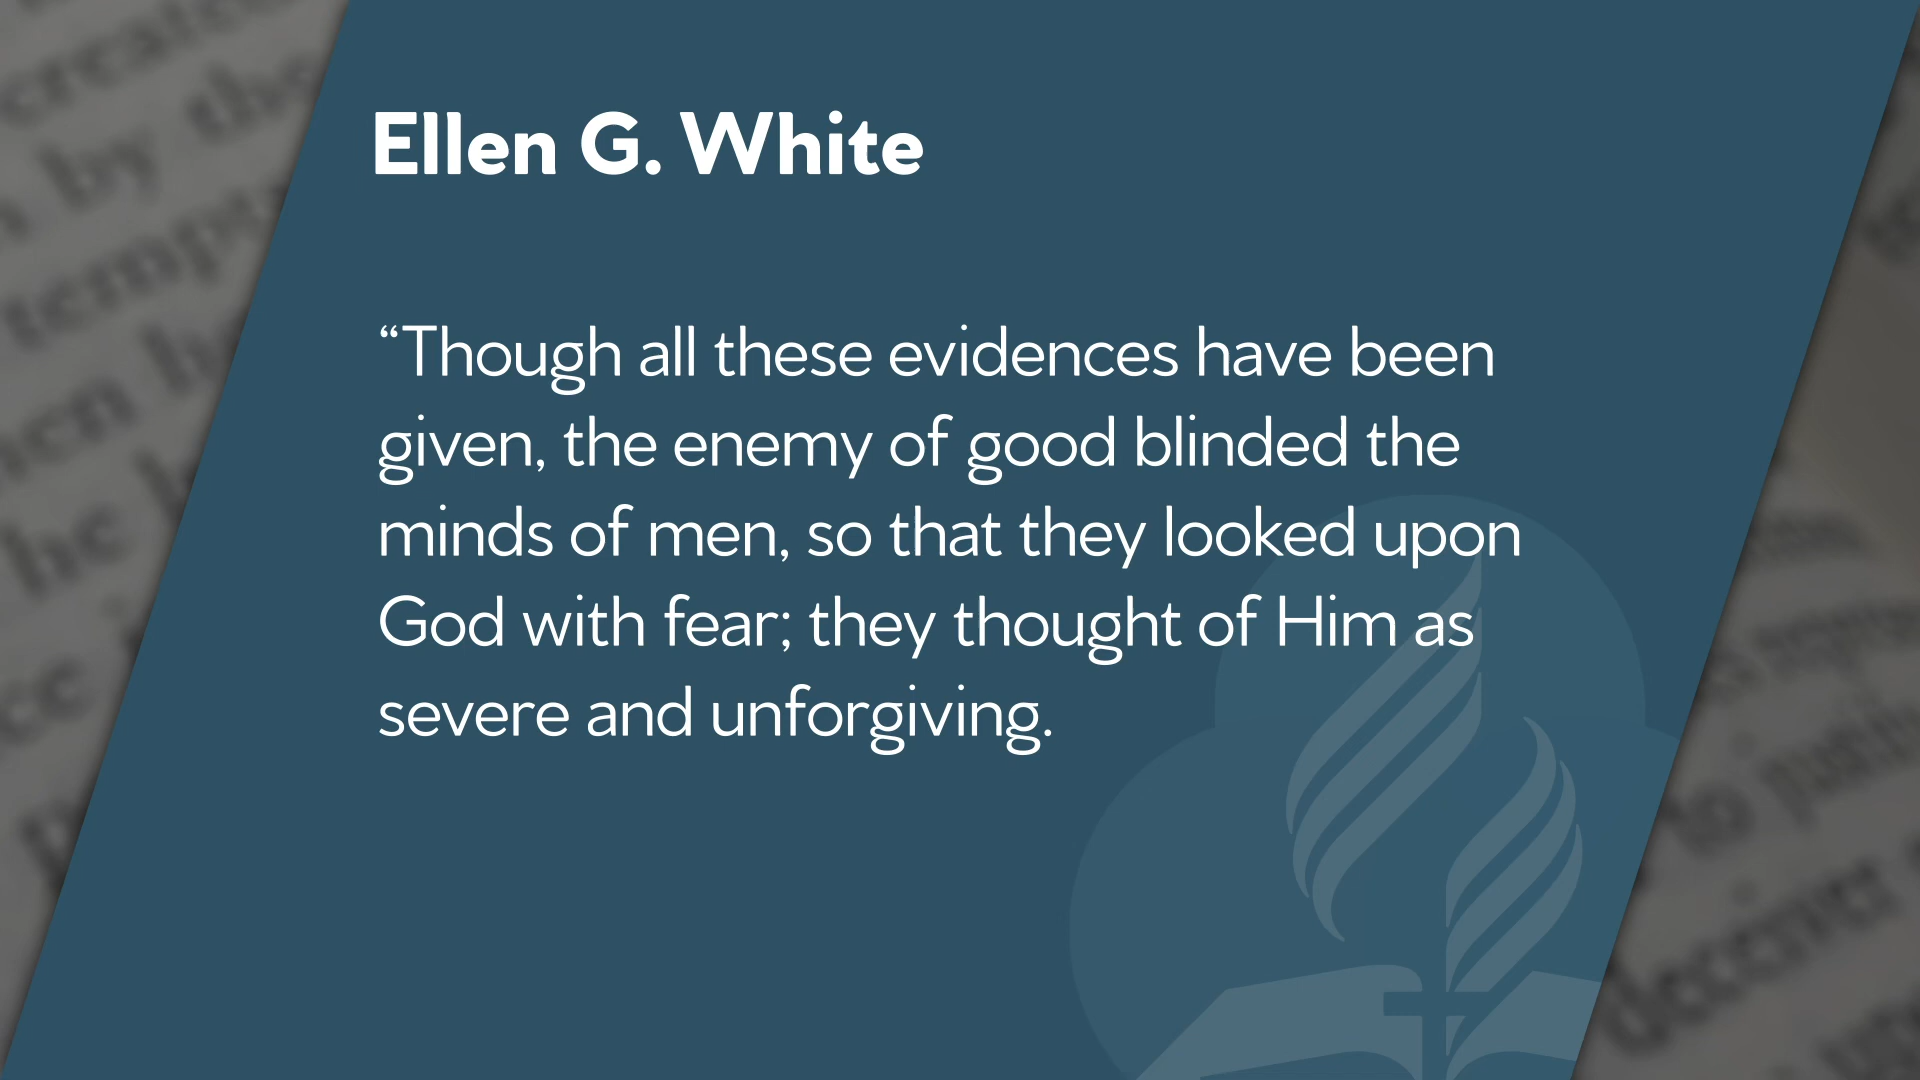 Ellen G. White
“Though all these evidences have been
given, the enemy of good blinded the
minds of men, so that they looked upon
God with fear; they thought of Him as
severe and unforgiving.